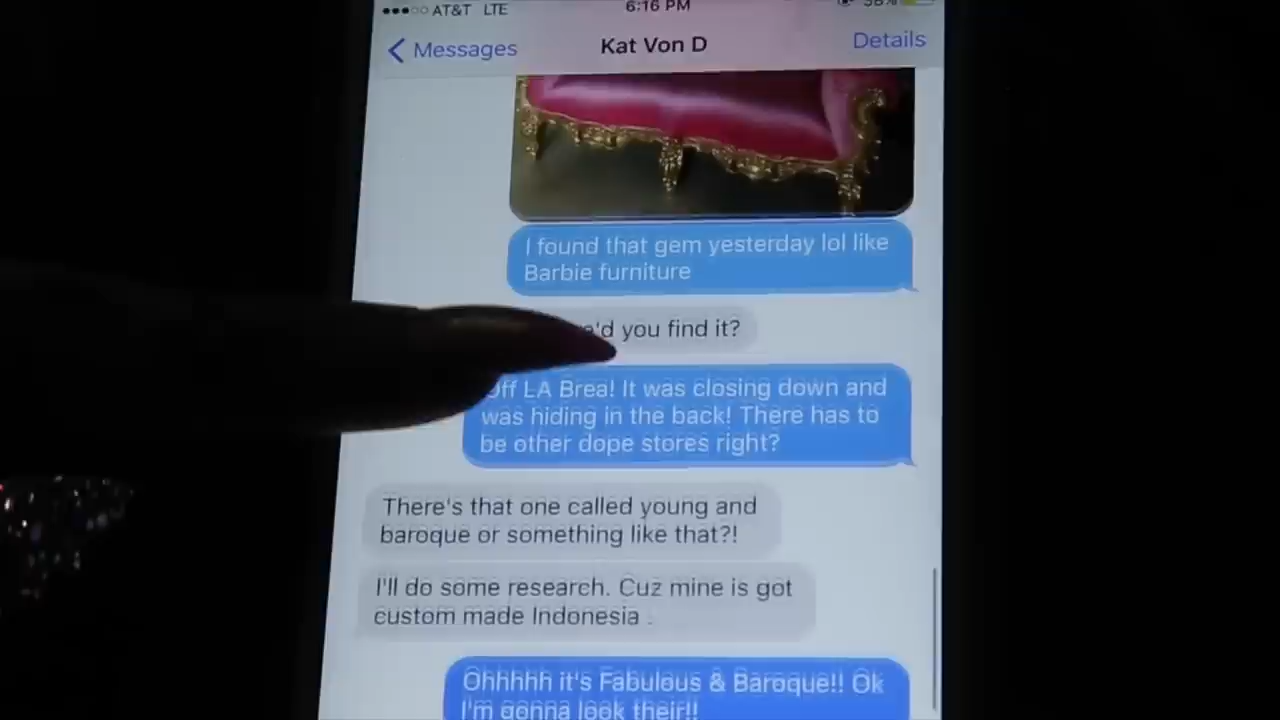 AT&T LTE
6:16 PM
Messages
Kat Von D
Details
I found that gem yesterday lol like
Barbie furniture
you find it?
Off LA Brea! It was closing down and
was hiding in the back! There has to
be other dope stores right?
There's that one called young and
baroque or something like that?!
I'll do some research. Cuz mine is got
custom made Indonesia .
Ohhhhh it's Fabulous & Baroque!! Ok
I'm gonna look their!!